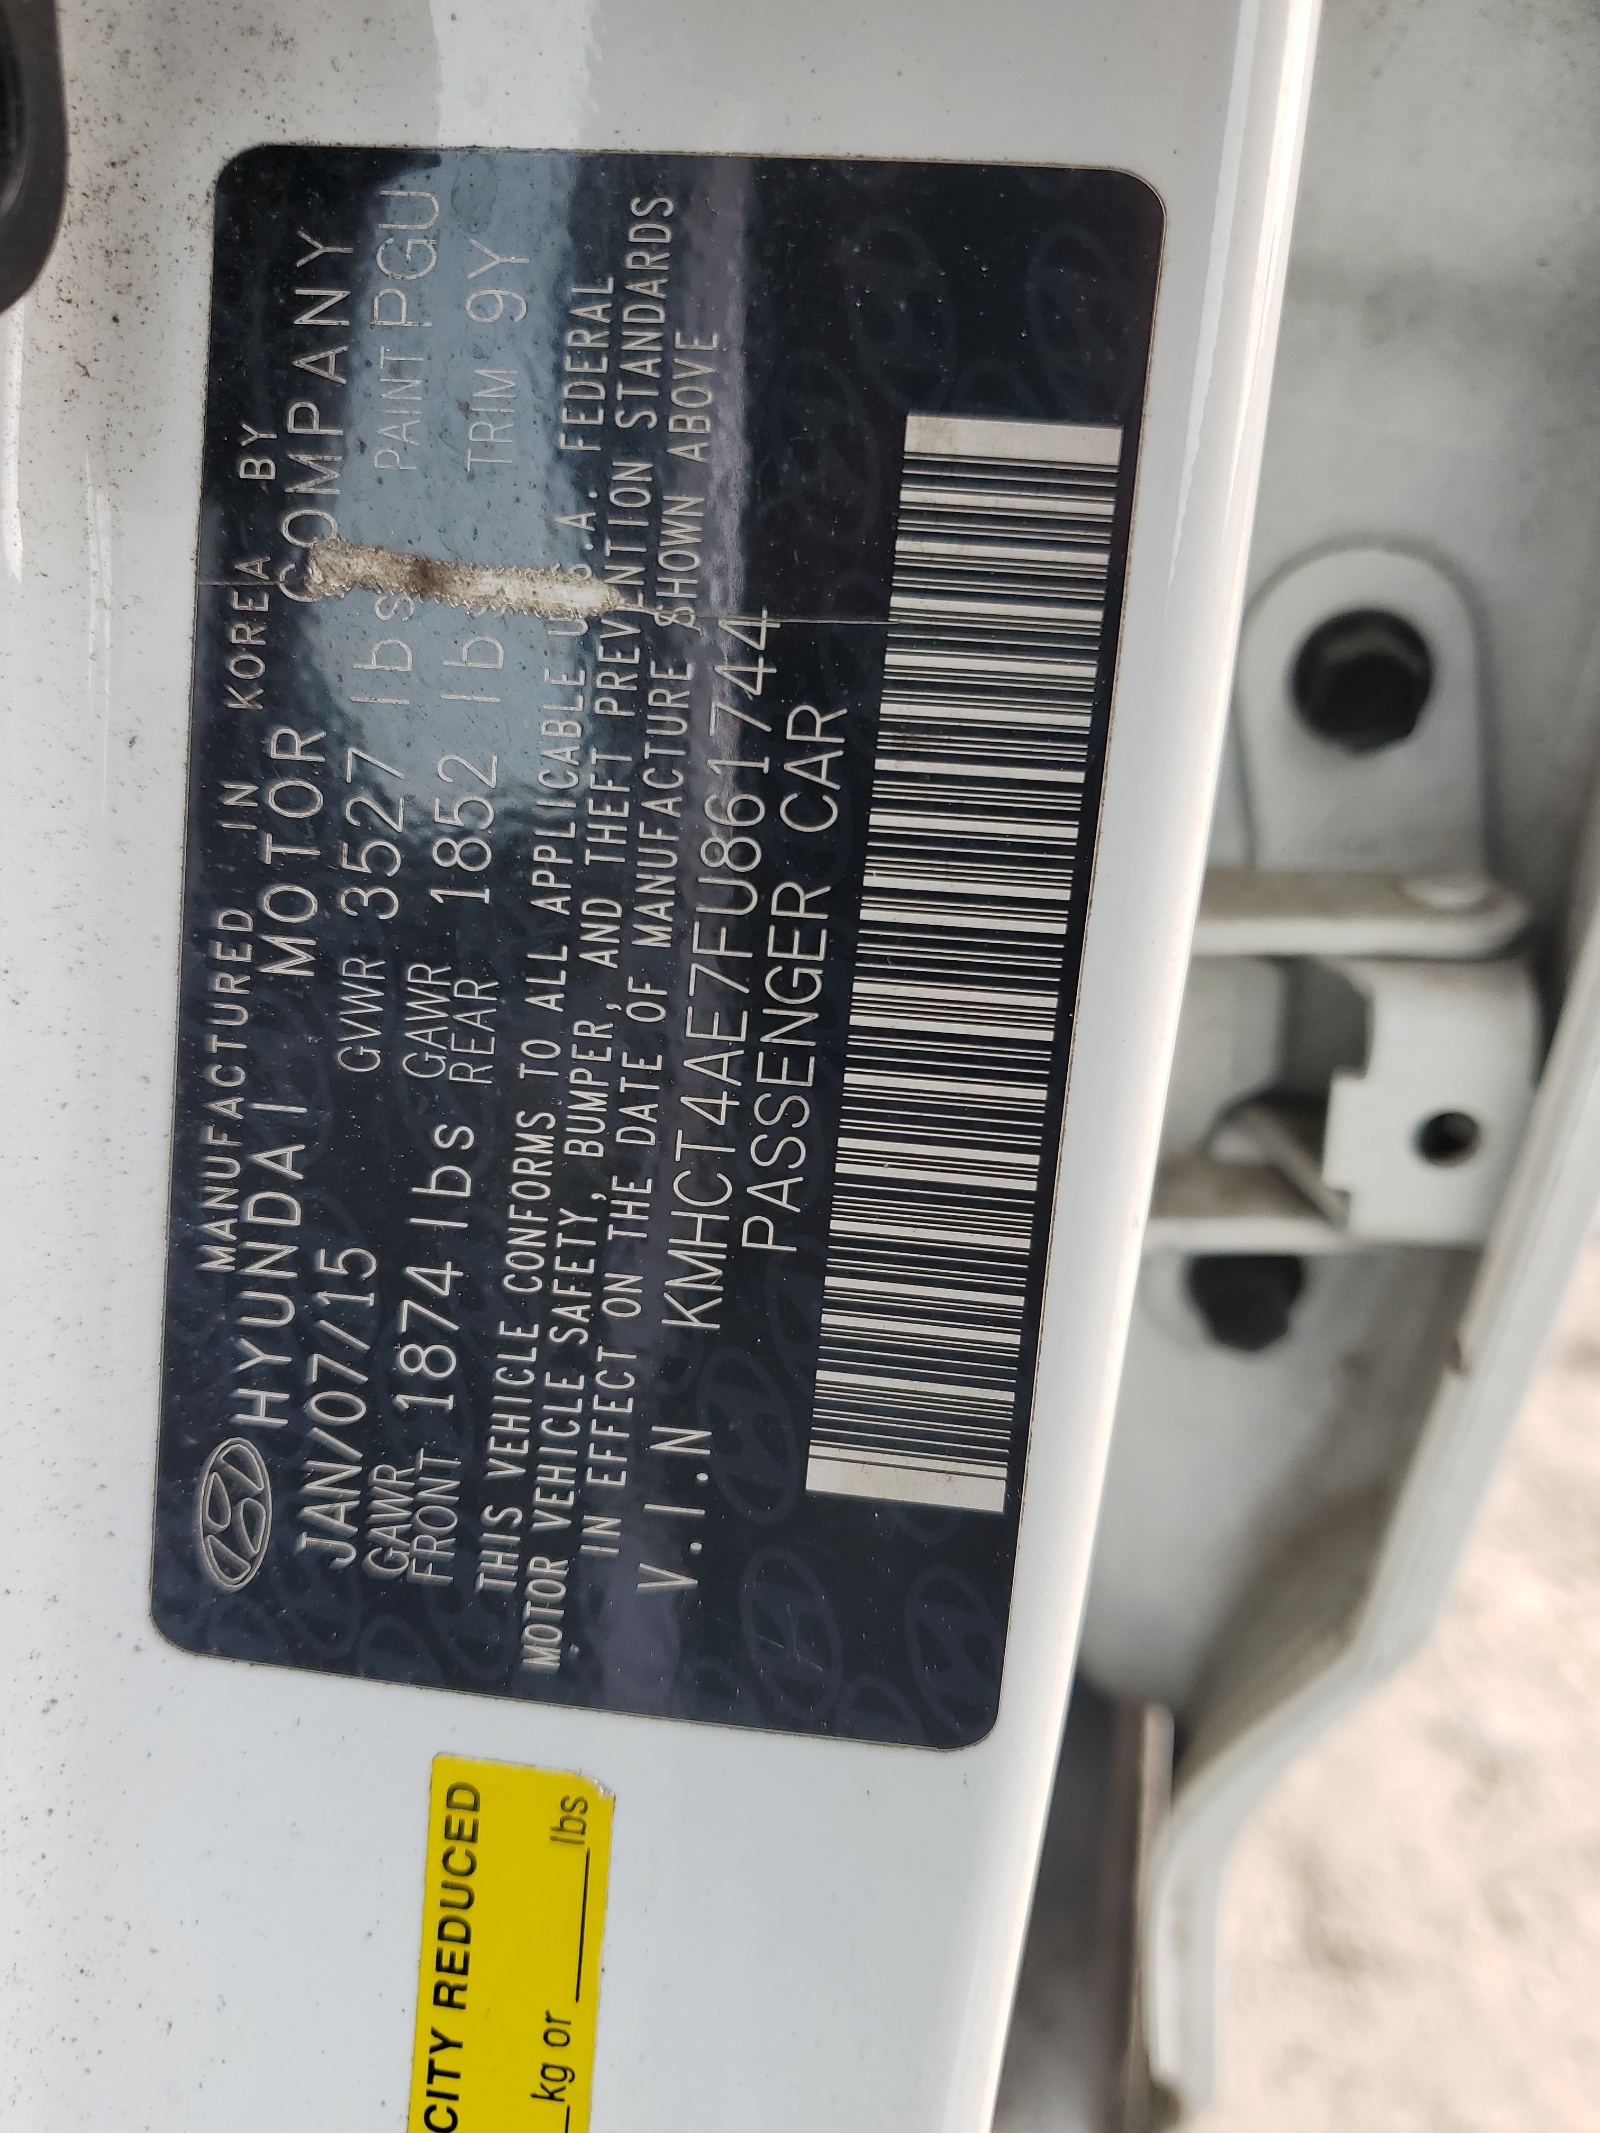 MANUFACTURED IN KOREA BY
HYUNDAI MOTOR COMPANY
JAN/07/15 GVWR 3527 lbs PAINT PGU
GAWR FRONT 1874 lbs GAWR REAR 1852 lb TRIM 9Y
THIS VEHICLE CONFORMS TO ALL APPLICABLE U.S.A. FEDERAL
MOTOR VEHICLE SAFETY, BUMPER, AND THEFT PREVENTION STANDARDS
IN EFFECT ON THE DATE OF MANUFACTURE SHOWN ABOVE
V.I.N KMHCT4AE7FU861744
PASSENGER CAR
CITY REDUCED
kg or lbs